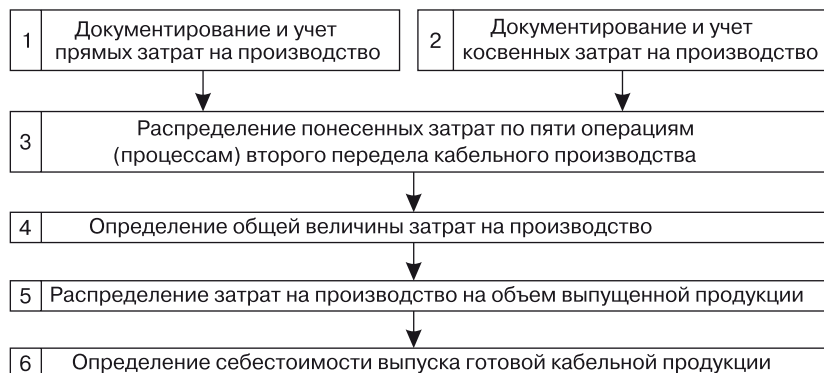 1 Документирование и учет
прямых затрат на производство
2 Документирование и учет
косвенных затрат на производство
3 Распределение понесенных затрат по пяти операциям
(процессам) второго передела кабельного производства
4 Определение общей величины затрат на производство
5 Распределение затрат на производство на объем выпущенной продукции
6 Определение себестоимости выпуска готовой кабельной продукции